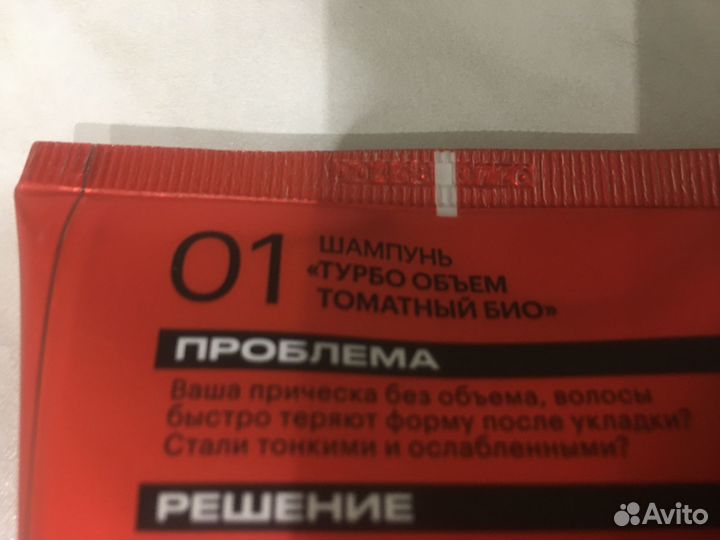 01
ШАМПУНЬ
«ТУРБО ОБЪЕМ
ТОМАТНЫЙ БИО»
ПРОБЛЕМА
Ваша прическа без объема, волосы
быстро теряют форму после укладки?
Стали тонкими и ослабленными?
РЕШЕНИЕ
Avito